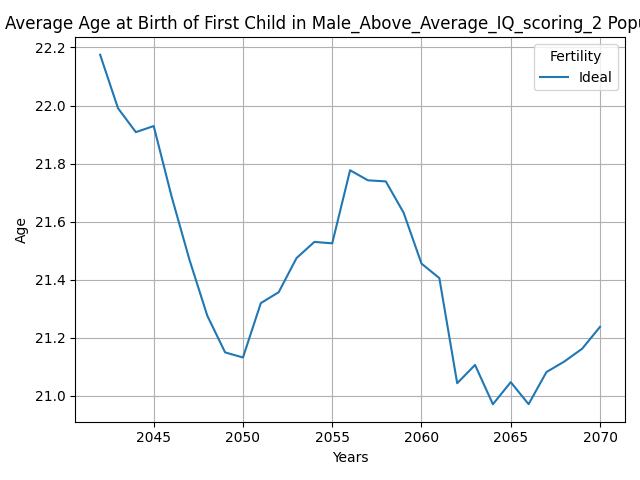 Average Age at Birth of First Child in Male_Above_Average_IQ_scoring_2 Popu
Fertility
Ideal
Age
22.2
22.0
21.8
21.6
21.4
21.2
21.0
2045 2050 2055 2060 2065 2070
Years